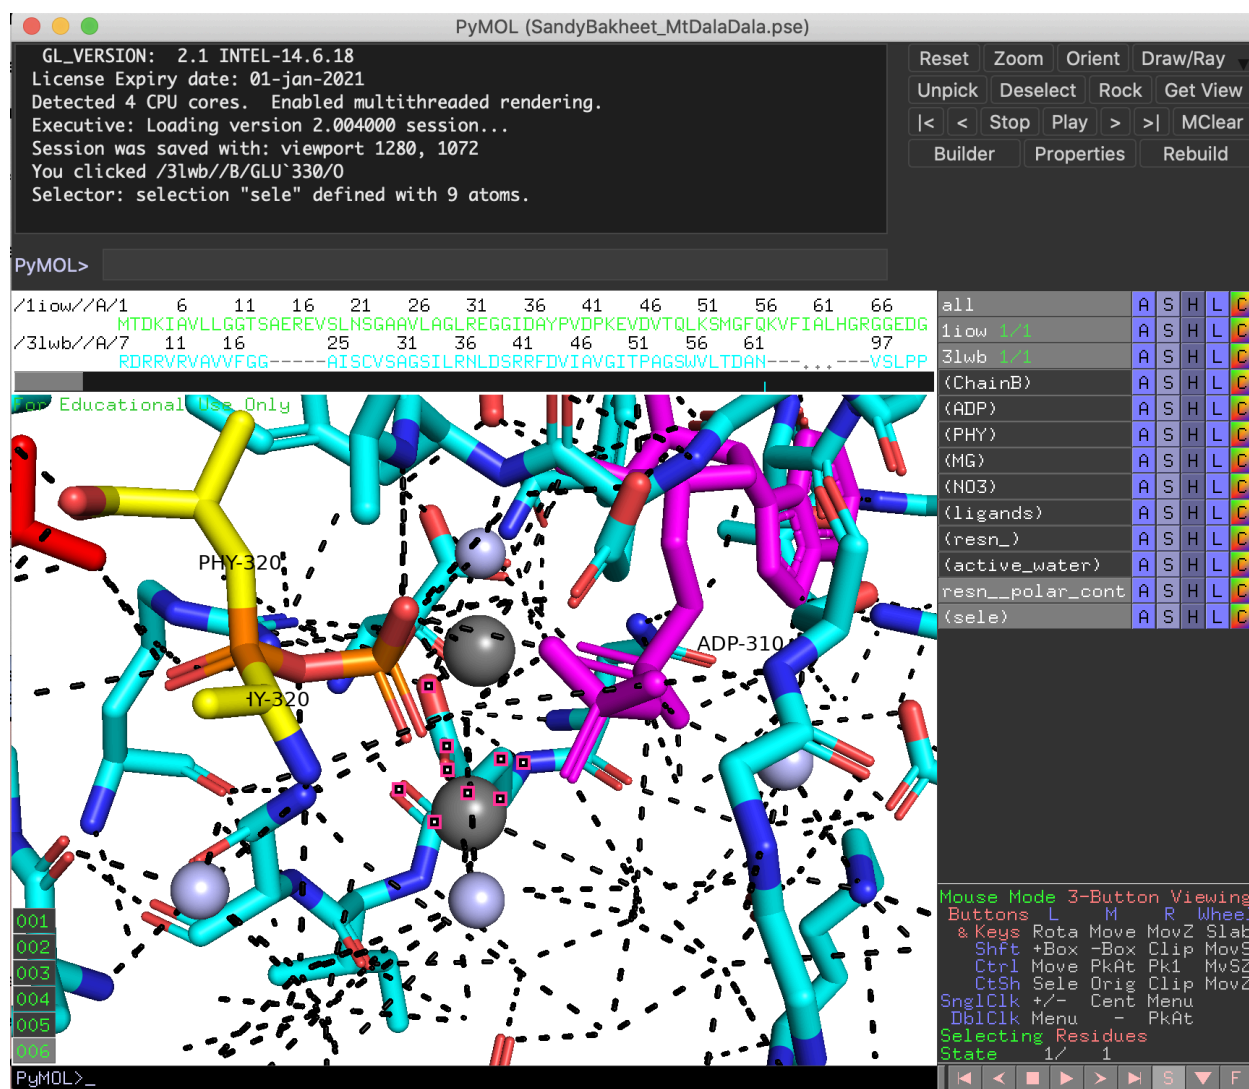 PyMOL (SandyBakheet_MtDalaDala.pse)
GL_VERSION:  2.1 INTEL-14.6.18
License Expiry date: 01-jan-2021
Detected 4 CPU cores.  Enabled multithreaded rendering.
Executive: Loading version 2.004000 session...
Session was saved with: viewport 1280, 1072
You clicked /3lwb//B/GLU`330/O
Selector: selection "sele" defined with 9 atoms.
Reset Zoom Orient Draw/Ray
Unpick Deselect Rock Get View
|< < Stop Play > >| MClear
Builder Properties Rebuild
PyMOL>
/1iow//A/1 6 11 16 21 26 31 36 41 46 51 56 61 66
MTDKIAVLLGGTSAEREVSLNSGAAVLAGLREGGIDAYPVDPKEVDVTQLKSMGFQKVFIALHGRGGEDG
/3lwb//A/7 11 16 25 31 36 41 46 51 56 61 97
RDRRVRVAVVFGG-----AISCVSAGSILRNLDSRRFDVIAVGITPAGSWVLTDAN---...---VSLPP
For Educational Use Only
PHY-320
HY-320
ADP-310
all A S H L C
1iow 1/1 A S H L C
3lwb 1/1 A S H L C
(ChainB) A S H L C
(ADP) A S H L C
(PHY) A S H L C
(MG) A S H L C
(NO3) A S H L C
(ligands) A S H L C
(resn_) A S H L C
(active_water) A S H L C
resn__polar_cont A S H L C
(sele) A S H L C
001
002
003
004
005
006
Mouse Mode 3-Button Viewing
Buttons L M R Wheel
& Keys Rota Move MovZ Slab
Shft +Box -Box Clip MovS
Ctrl Move PkAt Pk1 MvSZ
CtSh Sele Orig Clip MovZ
SnglClk +/- Cent Menu
DblClk Menu - PkAt
Selecting Residues
State 1/ 1
PyMOL>_
S F